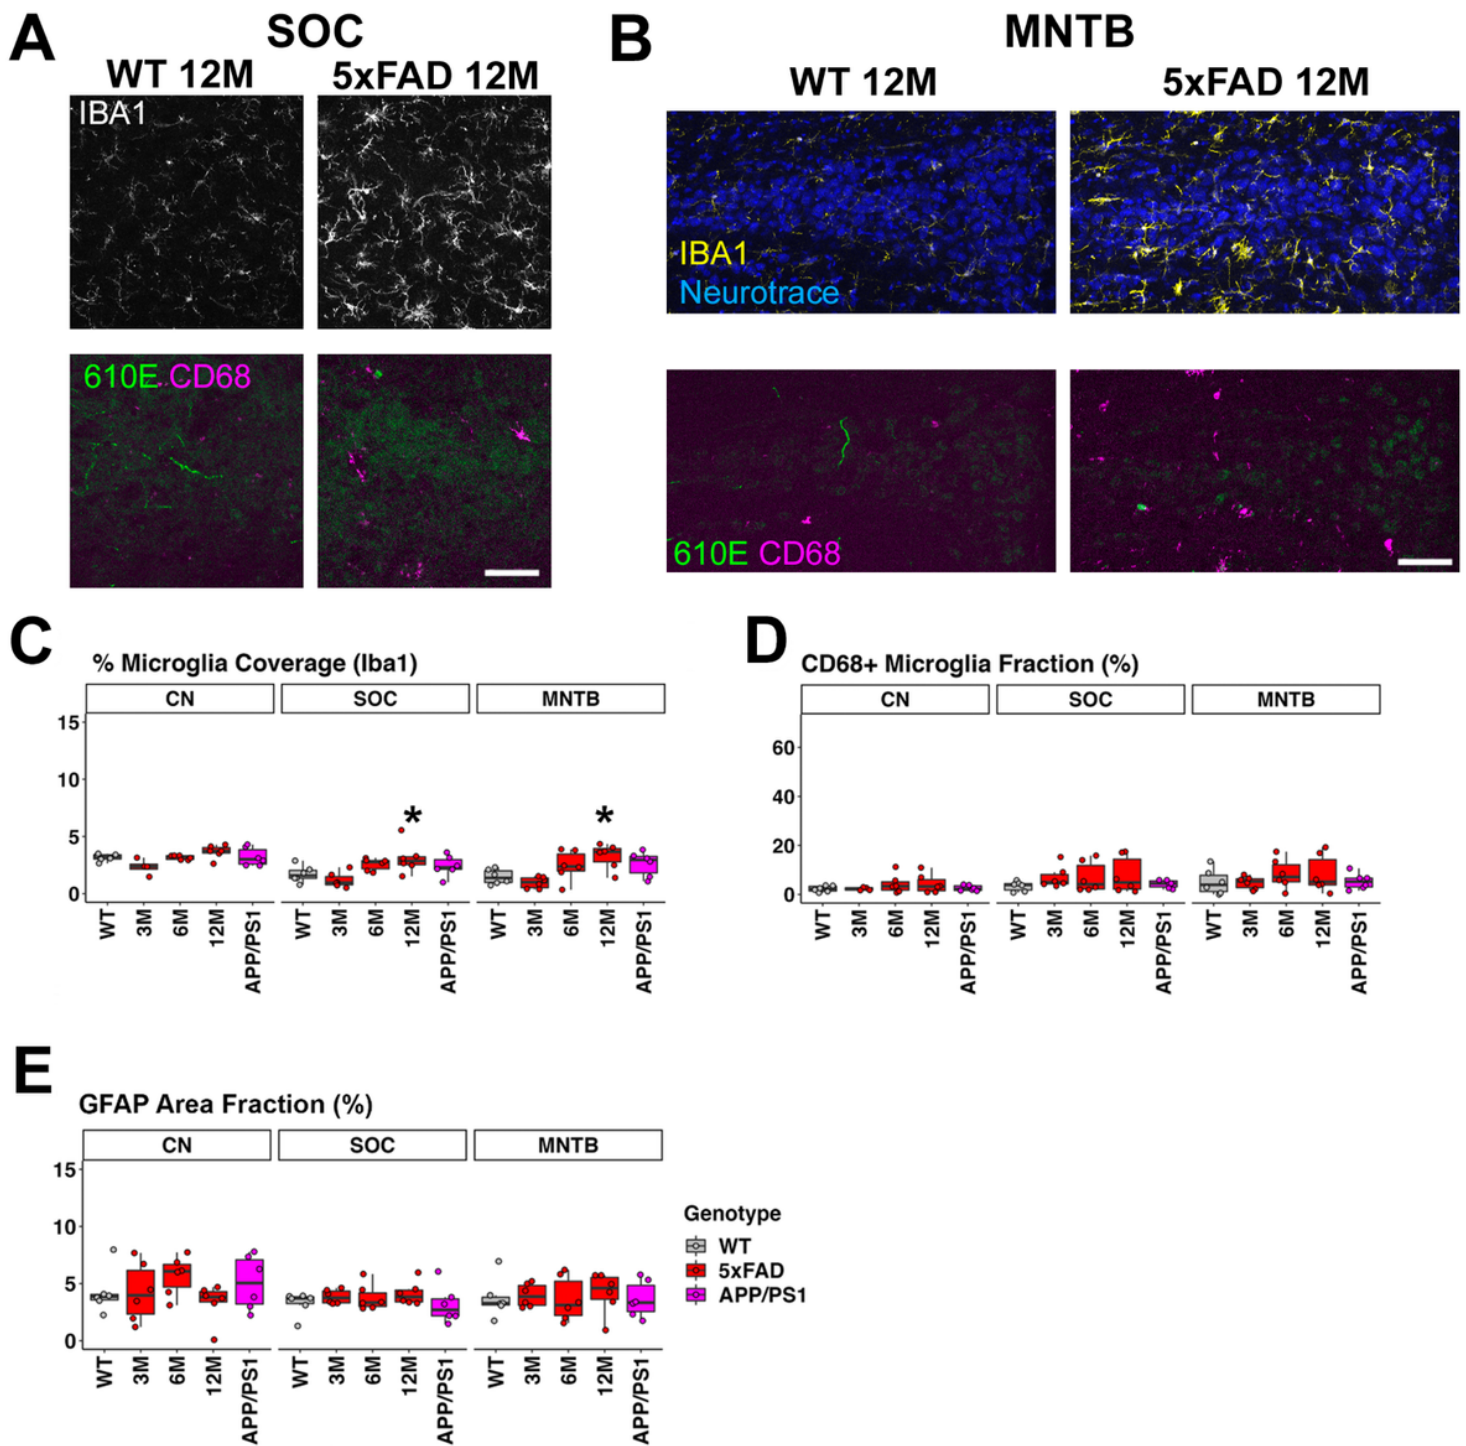 A
SOC
WT 12M
5xFAD 12M
IBA1
610E CD68
B
MNTB
WT 12M
5xFAD 12M
IBA1
Neurotrace
610E CD68
C
% Microglia Coverage (Iba1)
CN
SOC
MNTB
15
10
5
0
WT
3M
6M
12M
APP/PS1
WT
3M
6M
12M
APP/PS1
WT
3M
6M
12M
APP/PS1
*
*
D
CD68+ Microglia Fraction (%)
CN
SOC
MNTB
60
40
20
0
WT
3M
6M
12M
APP/PS1
WT
3M
6M
12M
APP/PS1
WT
3M
6M
12M
APP/PS1
E
GFAP Area Fraction (%)
CN
SOC
MNTB
15
10
5
0
WT
3M
6M
12M
APP/PS1
WT
3M
6M
12M
APP/PS1
WT
3M
6M
12M
APP/PS1
Genotype
WT
5xFAD
APP/PS1